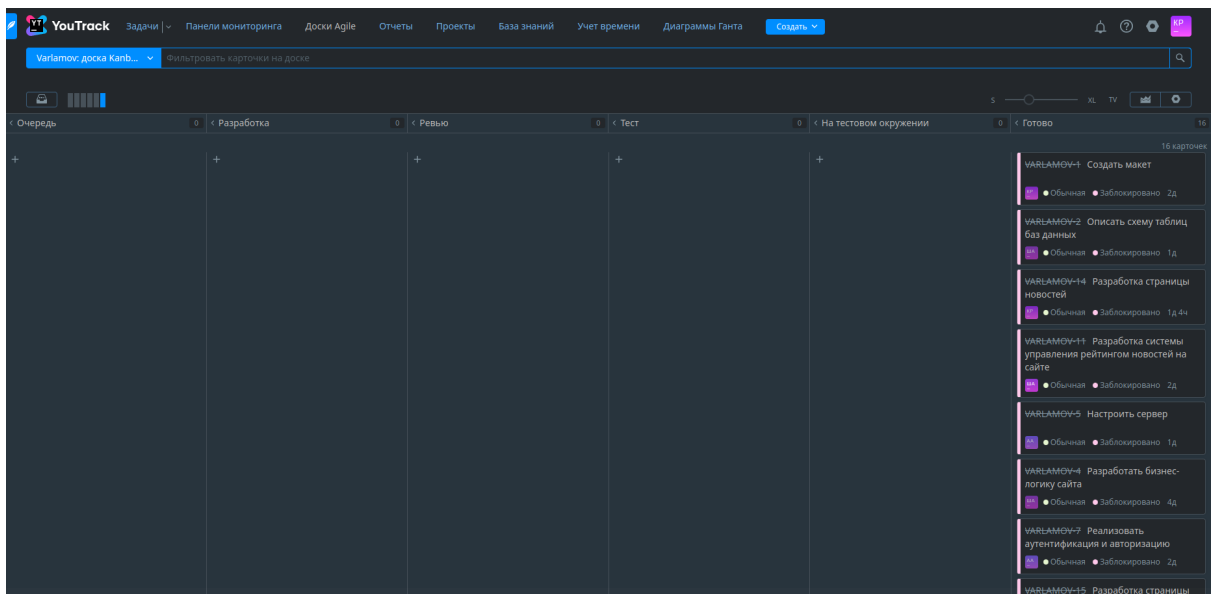 YouTrack Задачи Панели мониторинга Доски Agile Отчеты Проекты База знаний Учет времени Диаграммы Ганта Создать KP
Varlamov: доска Kanb... Фильтровать карточки на доске
S XL TV
Очередь 0 Разработка 0 Ревью 0 Тест 0 На тестовом окружении 0 Готово 16
16 карточек
+ + + + +
VARLAMOV-1 Создать макет
KP Обычная Заблокировано 2д
VARLAMOV-2 Описать схему таблиц
баз данных
Обычная Заблокировано 1д
VARLAMOV-14 Разработка страницы
новостей
KP Обычная Заблокировано 1д 4ч
VARLAMOV-11 Разработка системы
управления рейтингом новостей на
сайте
Обычная Заблокировано 2д
VARLAMOV-5 Настроить сервер
Обычная Заблокировано 1д
VARLAMOV-4 Разработать бизнес-
логику сайта
Обычная Заблокировано 4д
VARLAMOV-7 Реализовать
аутентификация и авторизацию
Обычная Заблокировано 2д
VARLAMOV-15 Разработка страницы